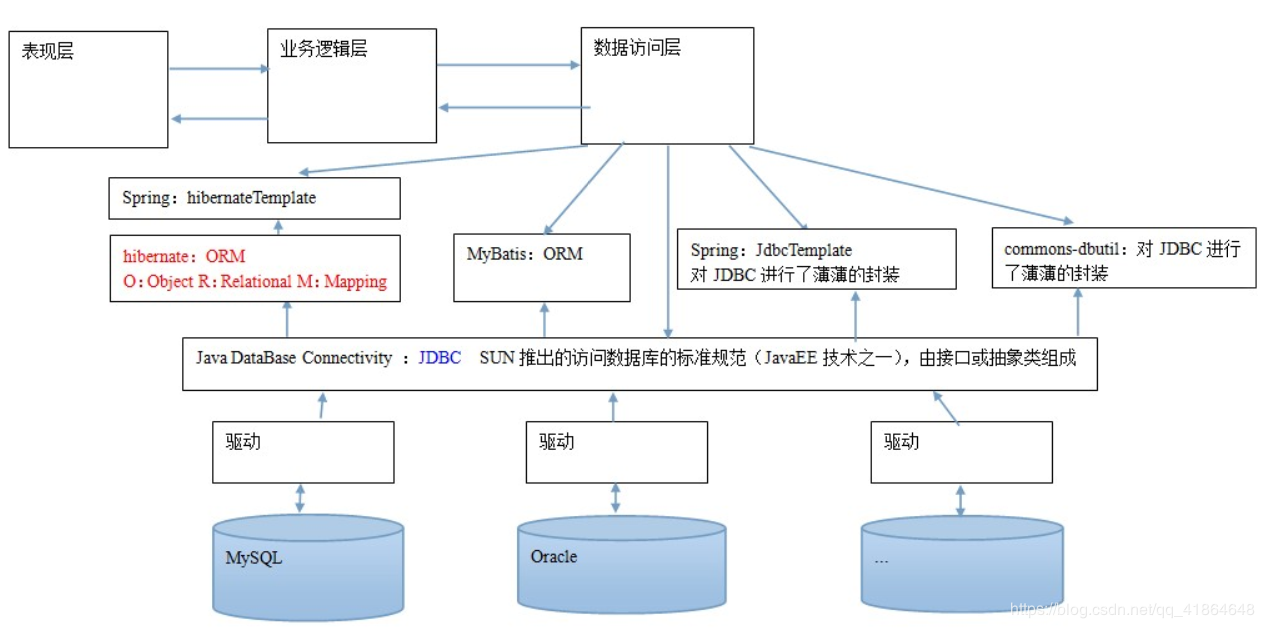 表现层
业务逻辑层
数据访问层
Spring：hibernateTemplate
hibernate：ORM
O：Object R：Relational M：Mapping
MyBatis：ORM
Spring：JdbcTemplate
对 JDBC 进行了薄薄的封装
commons-dbutil：对 JDBC 进行
了薄薄的封装
Java DataBase Connectivity ：JDBC SUN 推出的访问数据库的标准规范（JavaEE 技术之一），由接口或抽象类组成
驱动
驱动
驱动
MySQL
Oracle
...
https://blog.csdn.net/qq_41864648